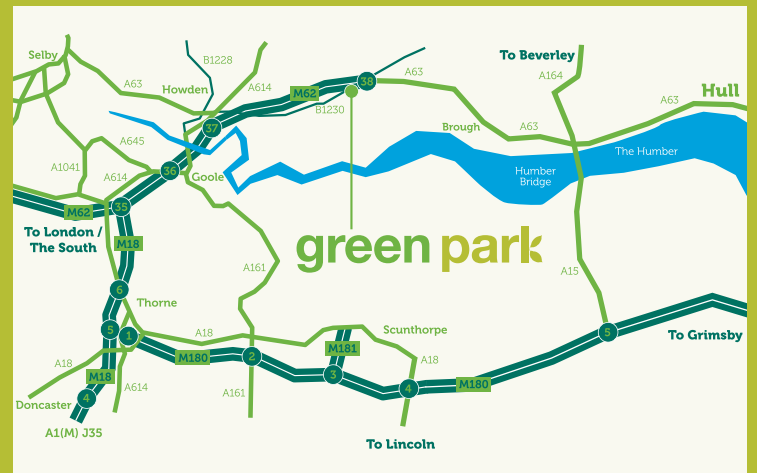 Selby
B1228
To Beverley
A63
Howden
A614
M62
38
A63
A164
Hull
B1230
A63
37
Brough
A63
A645
The Humber
A1041
36
Humber
Bridge
A614
Goole
M62
35
To London /
The South
M18
green park
A161
A15
6
Thorne
5
1
A18
Scunthorpe
5
To Grimsby
M181
A18
M180
2
A18
M18
3
M180
A614
A161
4
4
Doncaster
A1(M) J35
To Lincoln